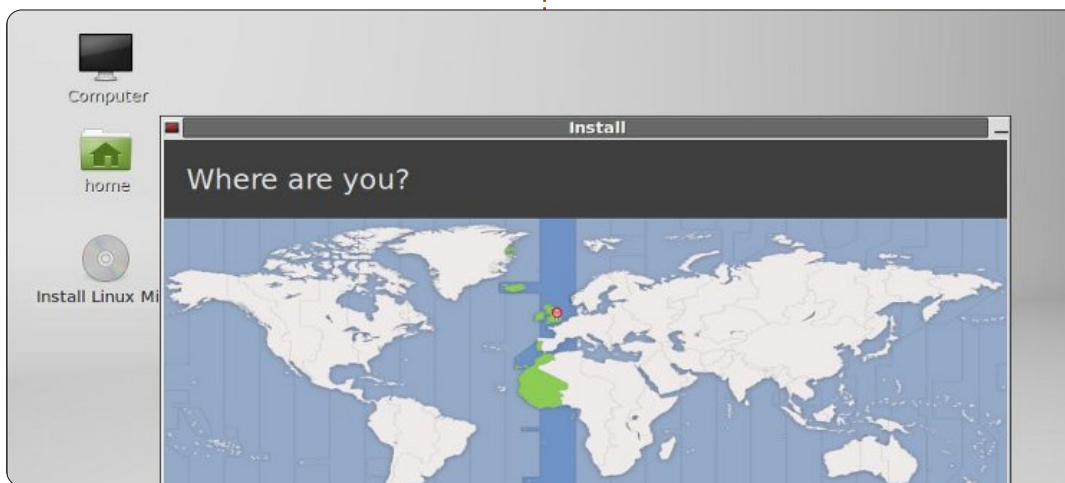 Computer
Install
Where are you?
home
Install Linux Mi